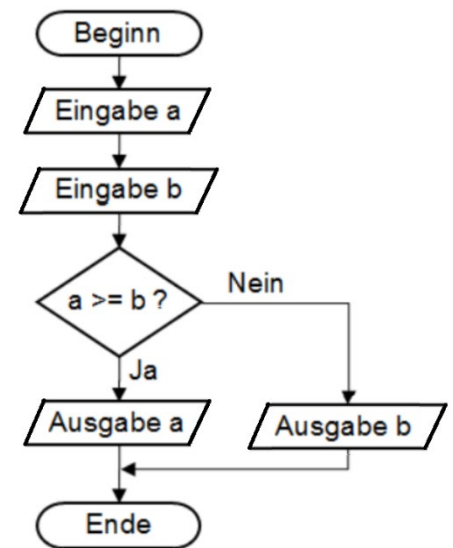 Beginn
Eingabe a
Eingabe b
a >= b ?
Nein
Ja
Ausgabe a
Ausgabe b
Ende